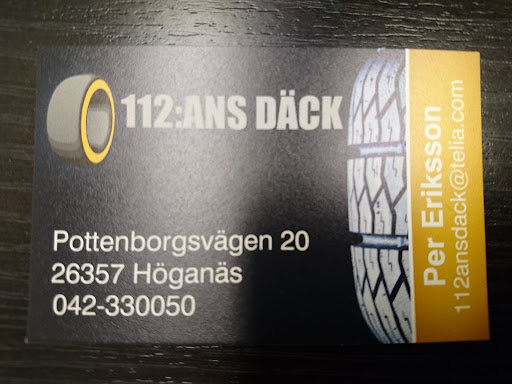 112:ANS DÄCK
Pottenborgsvägen 20
26357 Höganäs
042-330050
Per Eriksson
112ansdack@telia.com